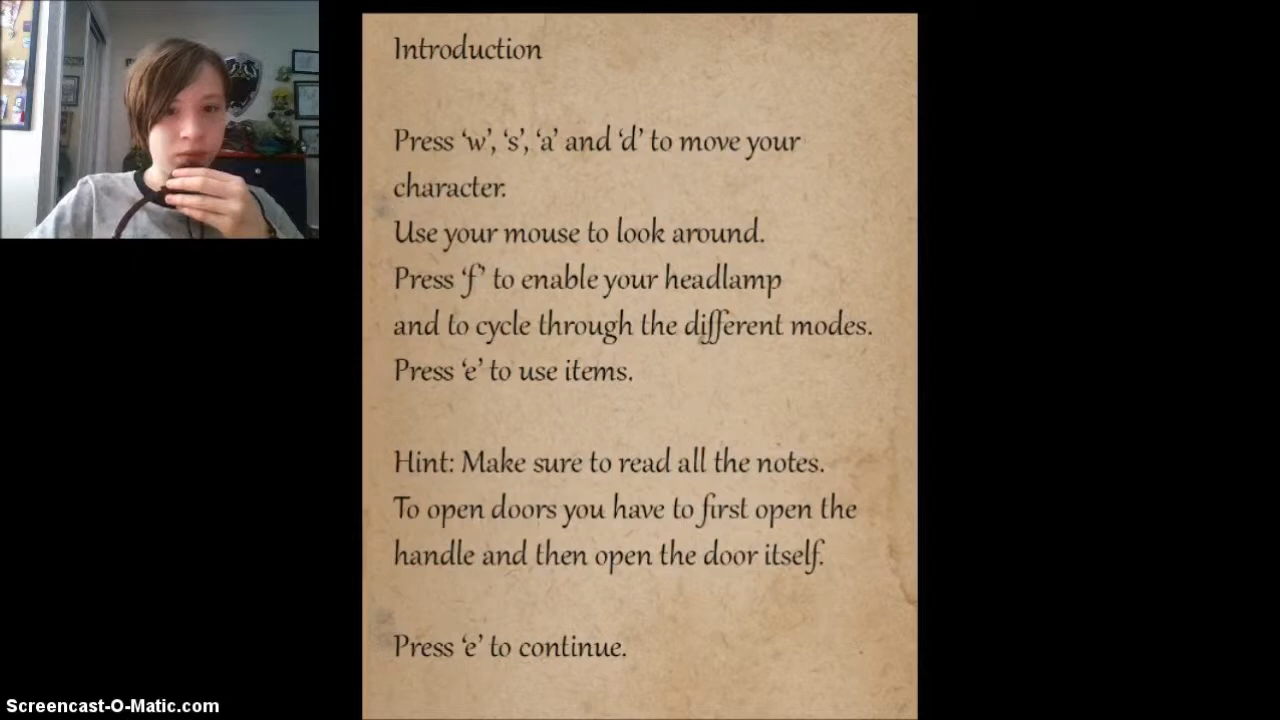 Introduction
Press ‘w’, ‘s’, ‘a’ and ‘d’ to move your
character.
Use your mouse to look around.
Press ‘f’ to enable your headlamp
and to cycle through the different modes.
Press ‘e’ to use items.
Hint: Make sure to read all the notes.
To open doors you have to first open the
handle and then open the door itself.
Press ‘e’ to continue.
Screencast-O-Matic.com